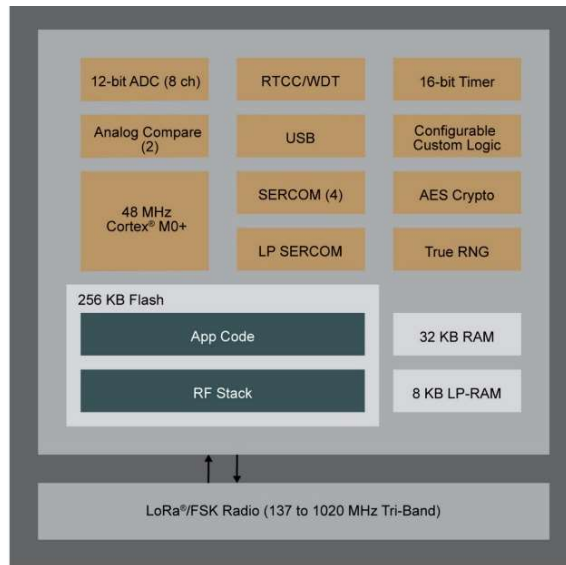 12-bit ADC (8 ch)
RTCC/WDT
16-bit Timer
Analog Compare
(2)
USB
Configurable
Custom Logic
48 MHz
Cortex® M0+
SERCOM (4)
AES Crypto
LP SERCOM
True RNG
256 KB Flash
App Code
32 KB RAM
RF Stack
8 KB LP-RAM
LoRa®/FSK Radio (137 to 1020 MHz Tri-Band)